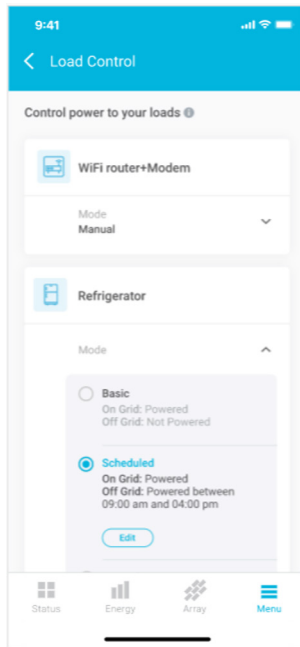 9:41
Load Control
Control power to your loads
WiFi router+Modem
Mode
Manual
Refrigerator
Mode
Basic
On Grid: Powered
Off Grid: Not Powered
Scheduled
On Grid: Powered
Off Grid: Powered between
09:00 am and 04:00 pm
Edit
Status Energy Array Menu